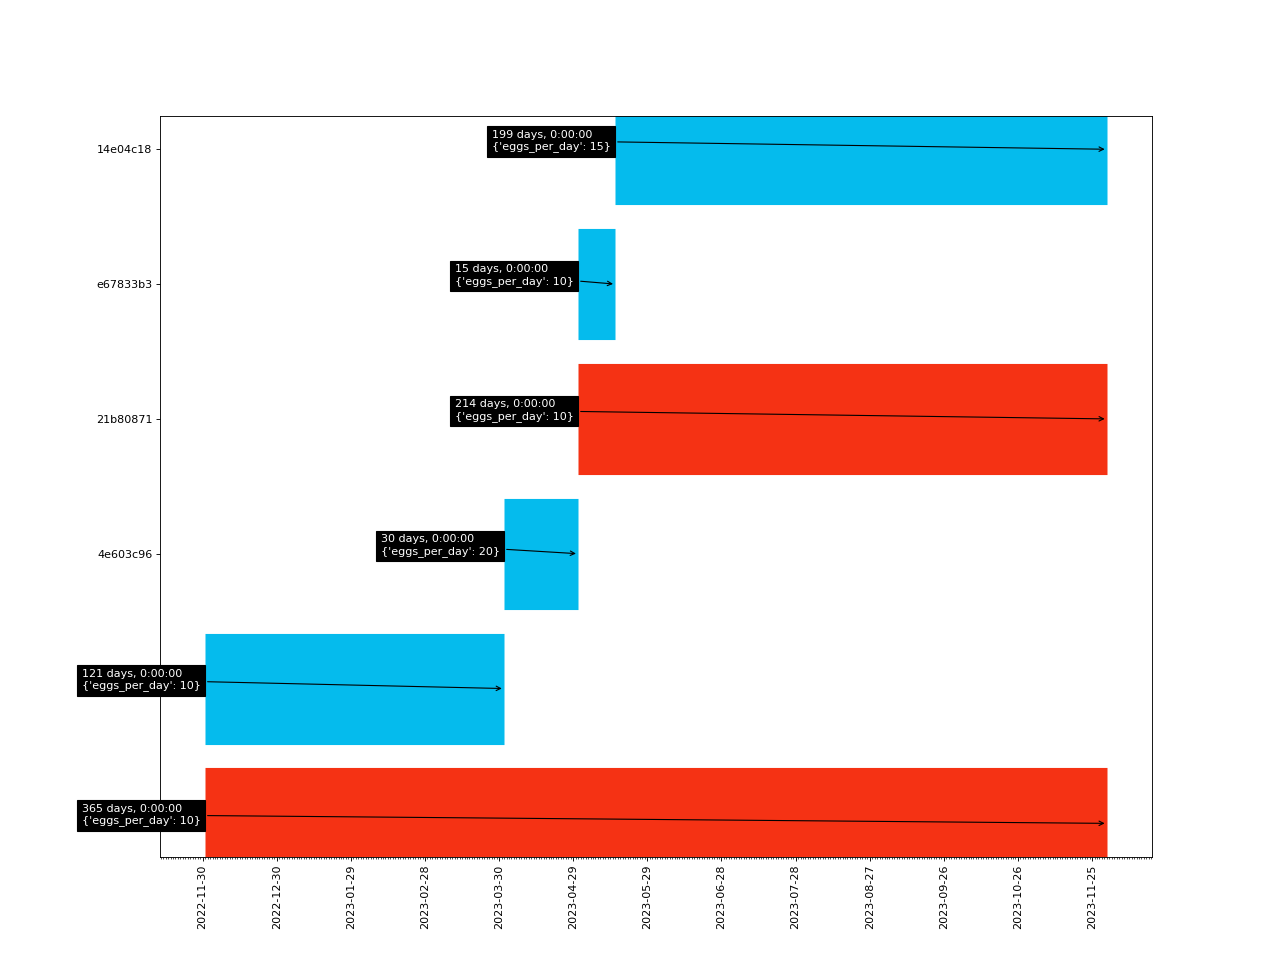 199 days, 0:00:00
{'eggs_per_day': 15}
14e04c18
15 days, 0:00:00
{'eggs_per_day': 10}
e67833b3
214 days, 0:00:00
{'eggs_per_day': 10}
21b80871
30 days, 0:00:00
{'eggs_per_day': 20}
4e603c96
121 days, 0:00:00
{'eggs_per_day': 10}
365 days, 0:00:00
{'eggs_per_day': 10}
2022-11-30
2022-12-30
2023-01-29
2023-02-28
2023-03-30
2023-04-29
2023-05-29
2023-06-28
2023-07-28
2023-08-27
2023-09-26
2023-10-26
2023-11-25